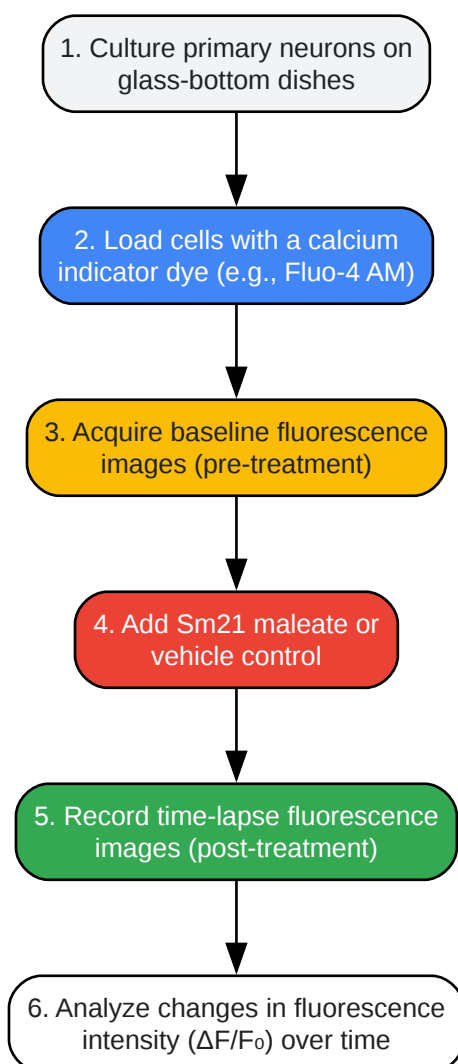 1. Culture primary neurons on
glass-bottom dishes
2. Load cells with a calcium
indicator dye (e.g., Fluo-4 AM)
3. Acquire baseline fluorescence
images (pre-treatment)
4. Add Sm21 maleate or
vehicle control
5. Record time-lapse fluorescence
images (post-treatment)
6. Analyze changes in fluorescence
intensity (ΔF/F₀) over time